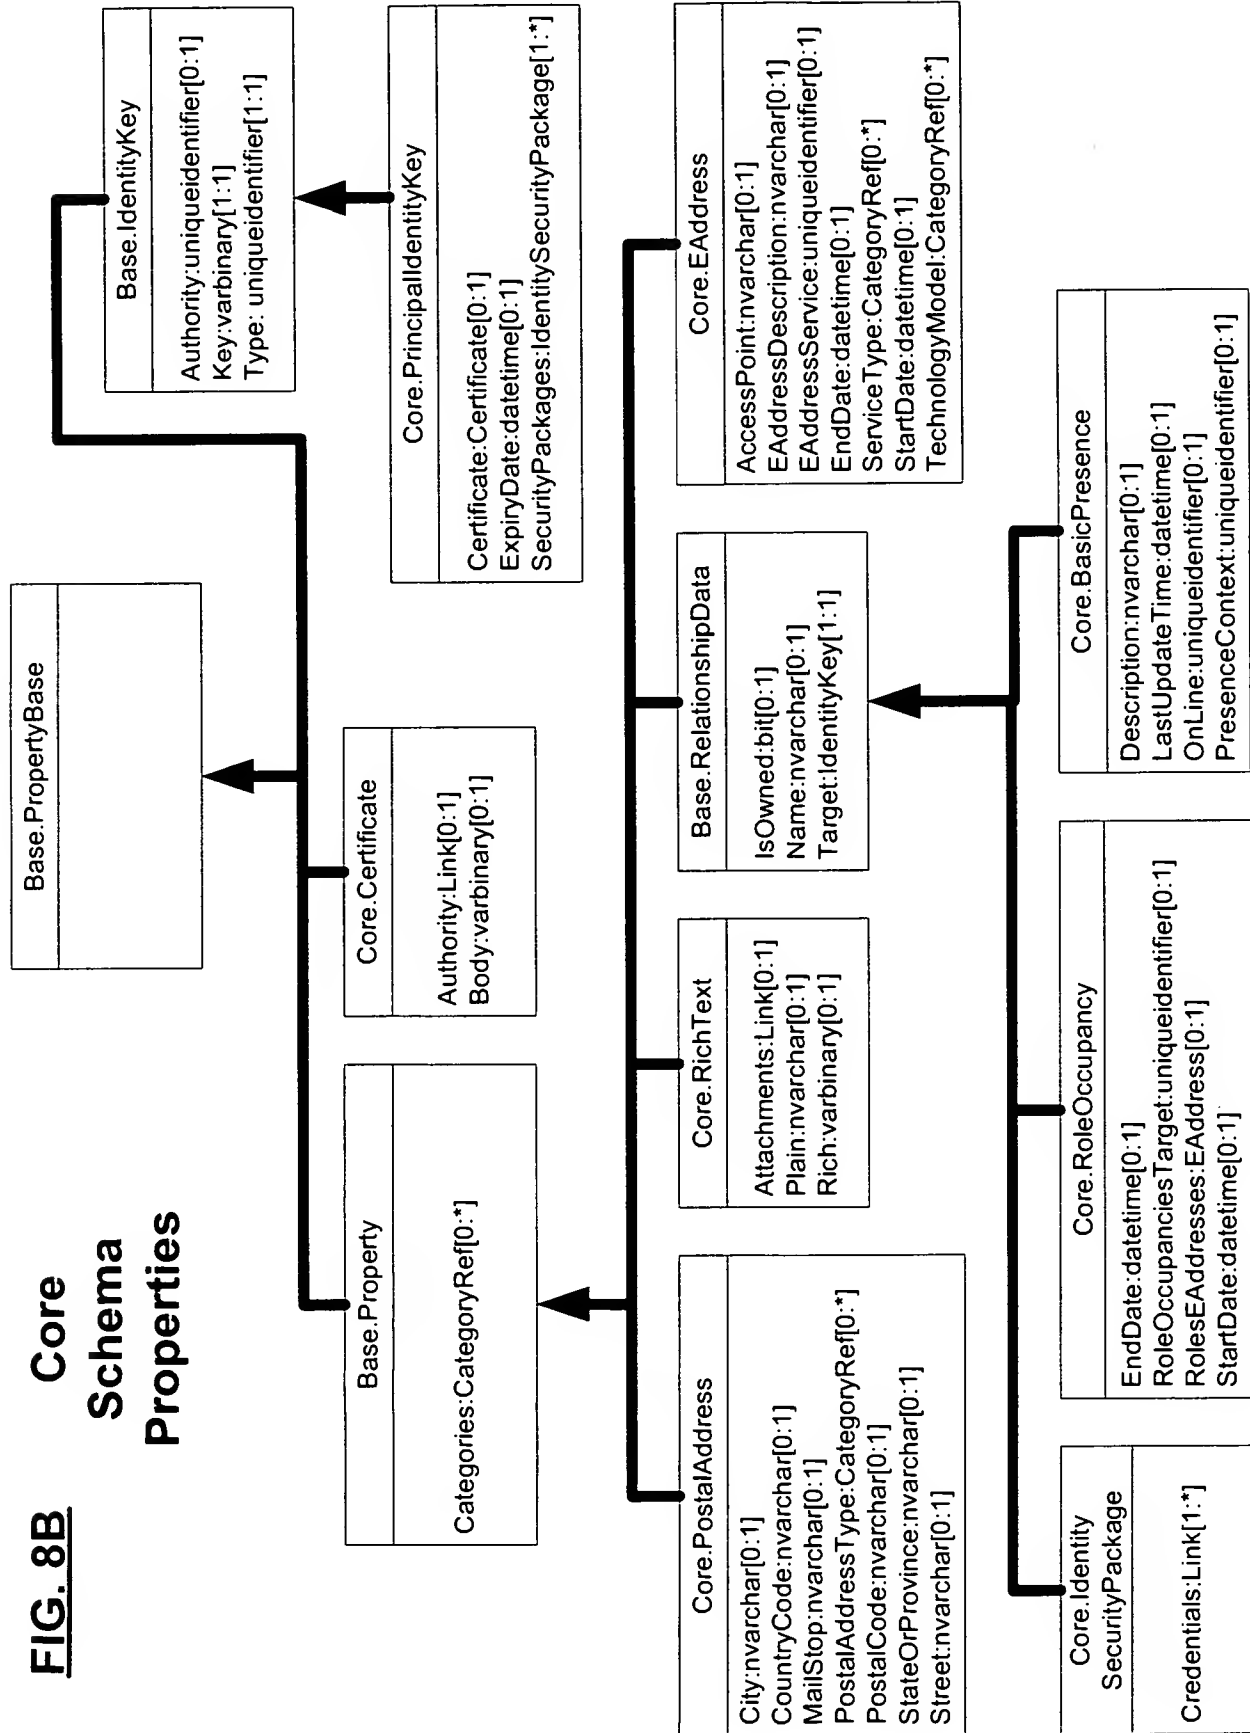 FIG. 8B
Core
Schema
Properties
Base.PropertyBase
Base.IdentityKey
Authority:uniqueidentifier[0:1]
Key:varbinary[1:1]
Type: uniqueidentifier[1:1]
Base.Property
Categories:CategoryRef[0:*]
Core.Certificate
Authority:Link[0:1]
Body:varbinary[0:1]
Core.PrincipalIdentityKey
Certificate:Certificate[0:1]
ExpiryDate:datetime[0:1]
SecurityPackages:IdentitySecurityPackage[1:*]
Core.PostalAddress
City:nvarchar[0:1]
CountryCode:nvarchar[0:1]
MailStop:nvarchar[0:1]
PostalAddressType:CategoryRef[0:*]
PostalCode:nvarchar[0:1]
StateOrProvince:nvarchar[0:1]
Street:nvarchar[0:1]
Core.RichText
Attachments:Link[0:1]
Plain:nvarchar[0:1]
Rich:varbinary[0:1]
Base.RelationshipData
IsOwned:bit[0:1]
Name:nvarchar[0:1]
Target:IdentityKey[1:1]
Core.EAddress
AccessPoint:nvarchar[0:1]
EAddressDescription:nvarchar[0:1]
EAddressService:uniqueidentifier[0:1]
EndDate:datetime[0:1]
ServiceType:CategoryRef[0:*]
StartDate:datetime[0:1]
TechnologyModel:CategoryRef[0:*]
Core.Identity
SecurityPackage
Credentials:Link[1:*]
Core.RoleOccupancy
EndDate:datetime[0:1]
RoleOccupanciesTarget:uniqueidentifier[0:1]
RolesEAddresses:EAddress[0:1]
StartDate:datetime[0:1]
Core.BasicPresence
Description:nvarchar[0:1]
LastUpdateTime:datetime[0:1]
OnLine:uniqueidentifier[0:1]
PresenceContext:uniqueidentifier[0:1]